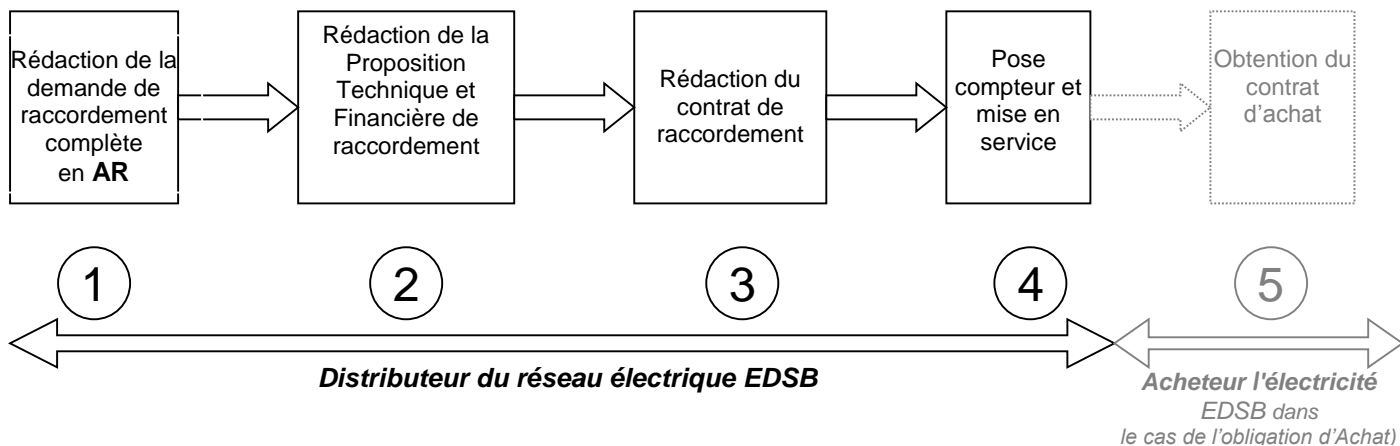 Rédaction de la
demande de
raccordement
complète
en AR
Rédaction de la
Proposition
Technique et
Financière de
raccordement
Rédaction du
contrat de
raccordement
Pose
compteur et
mise en
service
Obtention du
contrat
d'achat
1
2
3
4
5
Distributeur du réseau électrique EDSB
Acheteur l'électricité
EDSB dans
le cas de l'obligation d'Achat)